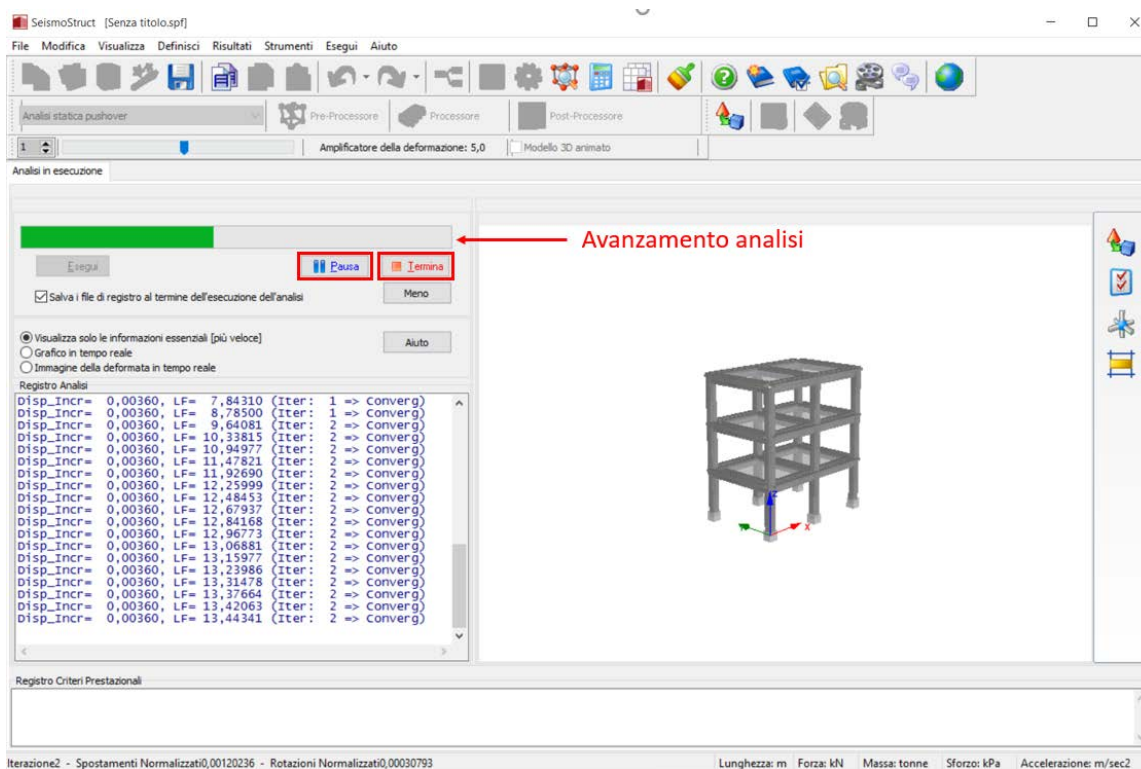 SeismoStruct [Senza titolo.spf]
File Modifica Visualizza Definisci Risultati Strumenti Esegui Aiuto
Analisi statica pushover
Pre-Processore
Processore
Post-Processore
1
Amplificatore della deformazione: 5,0
Modello 3D animato
Analisi in esecuzione
Avanzamento analisi
Esegui
Pausa
Termina
Salva i file di registro al termine dell'esecuzione dell'analisi
Meno
Visualizza solo le informazioni essenziali [più veloce]
Aiuto
Grafico in tempo reale
Immagine della deformata in tempo reale
Registro Analisi
Disp_Incr= 0,00360, LF= 7,84310 (Iter: 1 => Converg)
Disp_Incr= 0,00360, LF= 8,78500 (Iter: 1 => Converg)
Disp_Incr= 0,00360, LF= 9,64081 (Iter: 2 => Converg)
Disp_Incr= 0,00360, LF= 10,33815 (Iter: 2 => Converg)
Disp_Incr= 0,00360, LF= 10,94977 (Iter: 2 => Converg)
Disp_Incr= 0,00360, LF= 11,47821 (Iter: 2 => Converg)
Disp_Incr= 0,00360, LF= 11,92690 (Iter: 2 => Converg)
Disp_Incr= 0,00360, LF= 12,25999 (Iter: 2 => Converg)
Disp_Incr= 0,00360, LF= 12,48453 (Iter: 2 => Converg)
Disp_Incr= 0,00360, LF= 12,67937 (Iter: 2 => Converg)
Disp_Incr= 0,00360, LF= 12,84168 (Iter: 2 => Converg)
Disp_Incr= 0,00360, LF= 12,96773 (Iter: 2 => Converg)
Disp_Incr= 0,00360, LF= 13,06881 (Iter: 2 => Converg)
Disp_Incr= 0,00360, LF= 13,15977 (Iter: 2 => Converg)
Disp_Incr= 0,00360, LF= 13,23986 (Iter: 2 => Converg)
Disp_Incr= 0,00360, LF= 13,31478 (Iter: 2 => Converg)
Disp_Incr= 0,00360, LF= 13,37664 (Iter: 2 => Converg)
Disp_Incr= 0,00360, LF= 13,42063 (Iter: 2 => Converg)
Disp_Incr= 0,00360, LF= 13,44341 (Iter: 2 => Converg)
z
x
Registro Criteri Prestazionali
Iterazione2 - Spostamenti Normalizzati0,00120236 - Rotazioni Normalizzati0,00030793
Lunghezza: m Forza: kN Massa: tonne Sforzo: kPa Accelerazione: m/sec2